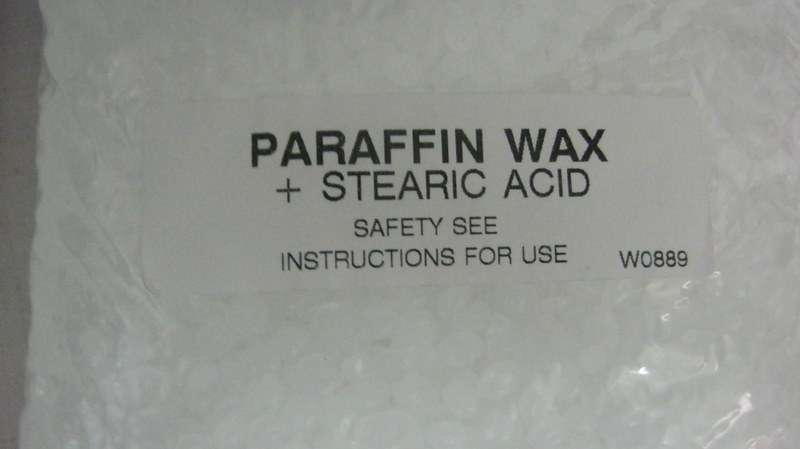 PARAFFIN WAX
+ STEARIC ACID
SAFETY SEE
INSTRUCTIONS FOR USE W0889